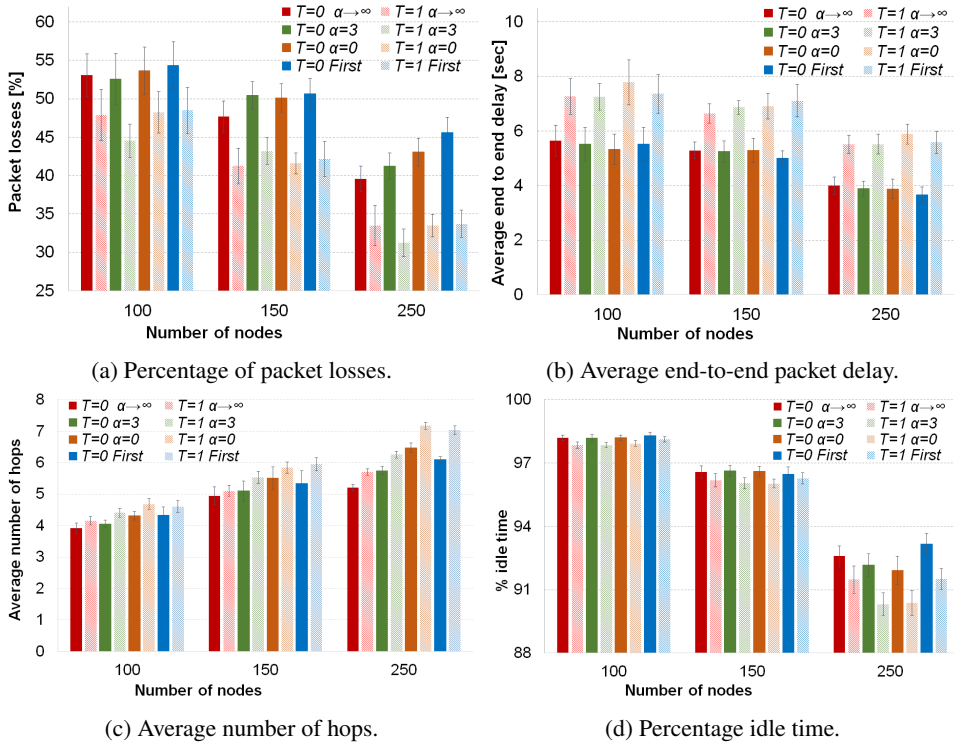 60
55
50
45
40
35
30
25
Packet losses [%]
T=0 α→∞ T=1 α→∞
T=0 α=3 T=1 α=3
T=0 α=0 T=1 α=0
T=0 First T=1 First
100 150 250
Number of nodes
(a) Percentage of packet losses.
10
8
6
4
2
0
Average end to end delay [sec]
T=0 α→∞ T=1 α→∞
T=0 α=3 T=1 α=3
T=0 α=0 T=1 α=0
T=0 First T=1 First
100 150 250
Number of nodes
(b) Average end-to-end packet delay.
8
7
6
5
4
3
2
1
0
Average number of hops
T=0 α→∞ T=1 α→∞
T=0 α=3 T=1 α=3
T=0 α=0 T=1 α=0
T=0 First T=1 First
100 150 250
Number of nodes
(c) Average number of hops.
100
97
94
91
88
% idle time
T=0 α→∞ T=1 α→∞
T=0 α=3 T=1 α=3
T=0 α=0 T=1 α=0
T=0 First T=1 First
100 150 250
Number of nodes
(d) Percentage idle time.